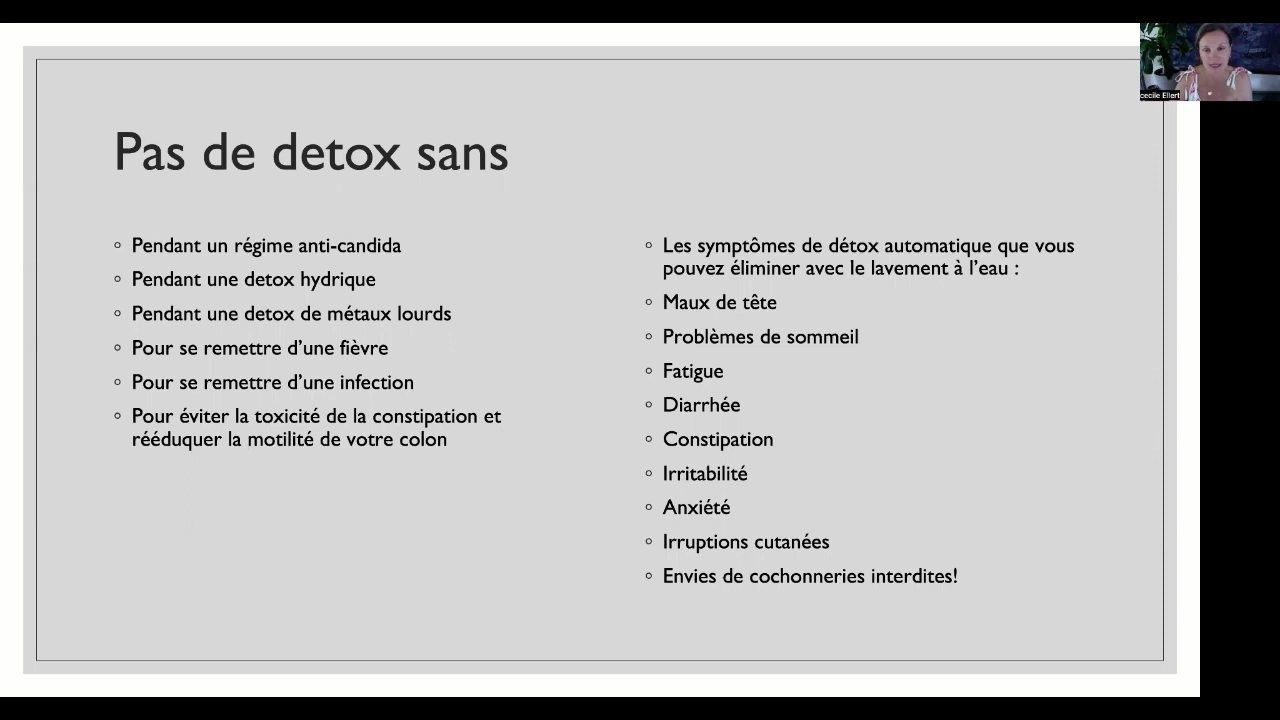 cecile Ellert
Pas de detox sans
◦ Pendant un régime anti-candida
◦ Pendant une detox hydrique
◦ Pendant une detox de métaux lourds
◦ Pour se remettre d’une fièvre
◦ Pour se remettre d’une infection
◦ Pour éviter la toxicité de la constipation et
rééduquer la motilité de votre colon
◦ Les symptômes de détox automatique que vous
pouvez éliminer avec le lavement à l’eau :
◦ Maux de tête
◦ Problèmes de sommeil
◦ Fatigue
◦ Diarrhée
◦ Constipation
◦ Irritabilité
◦ Anxiété
◦ Irruptions cutanées
◦ Envies de cochonneries interdites!